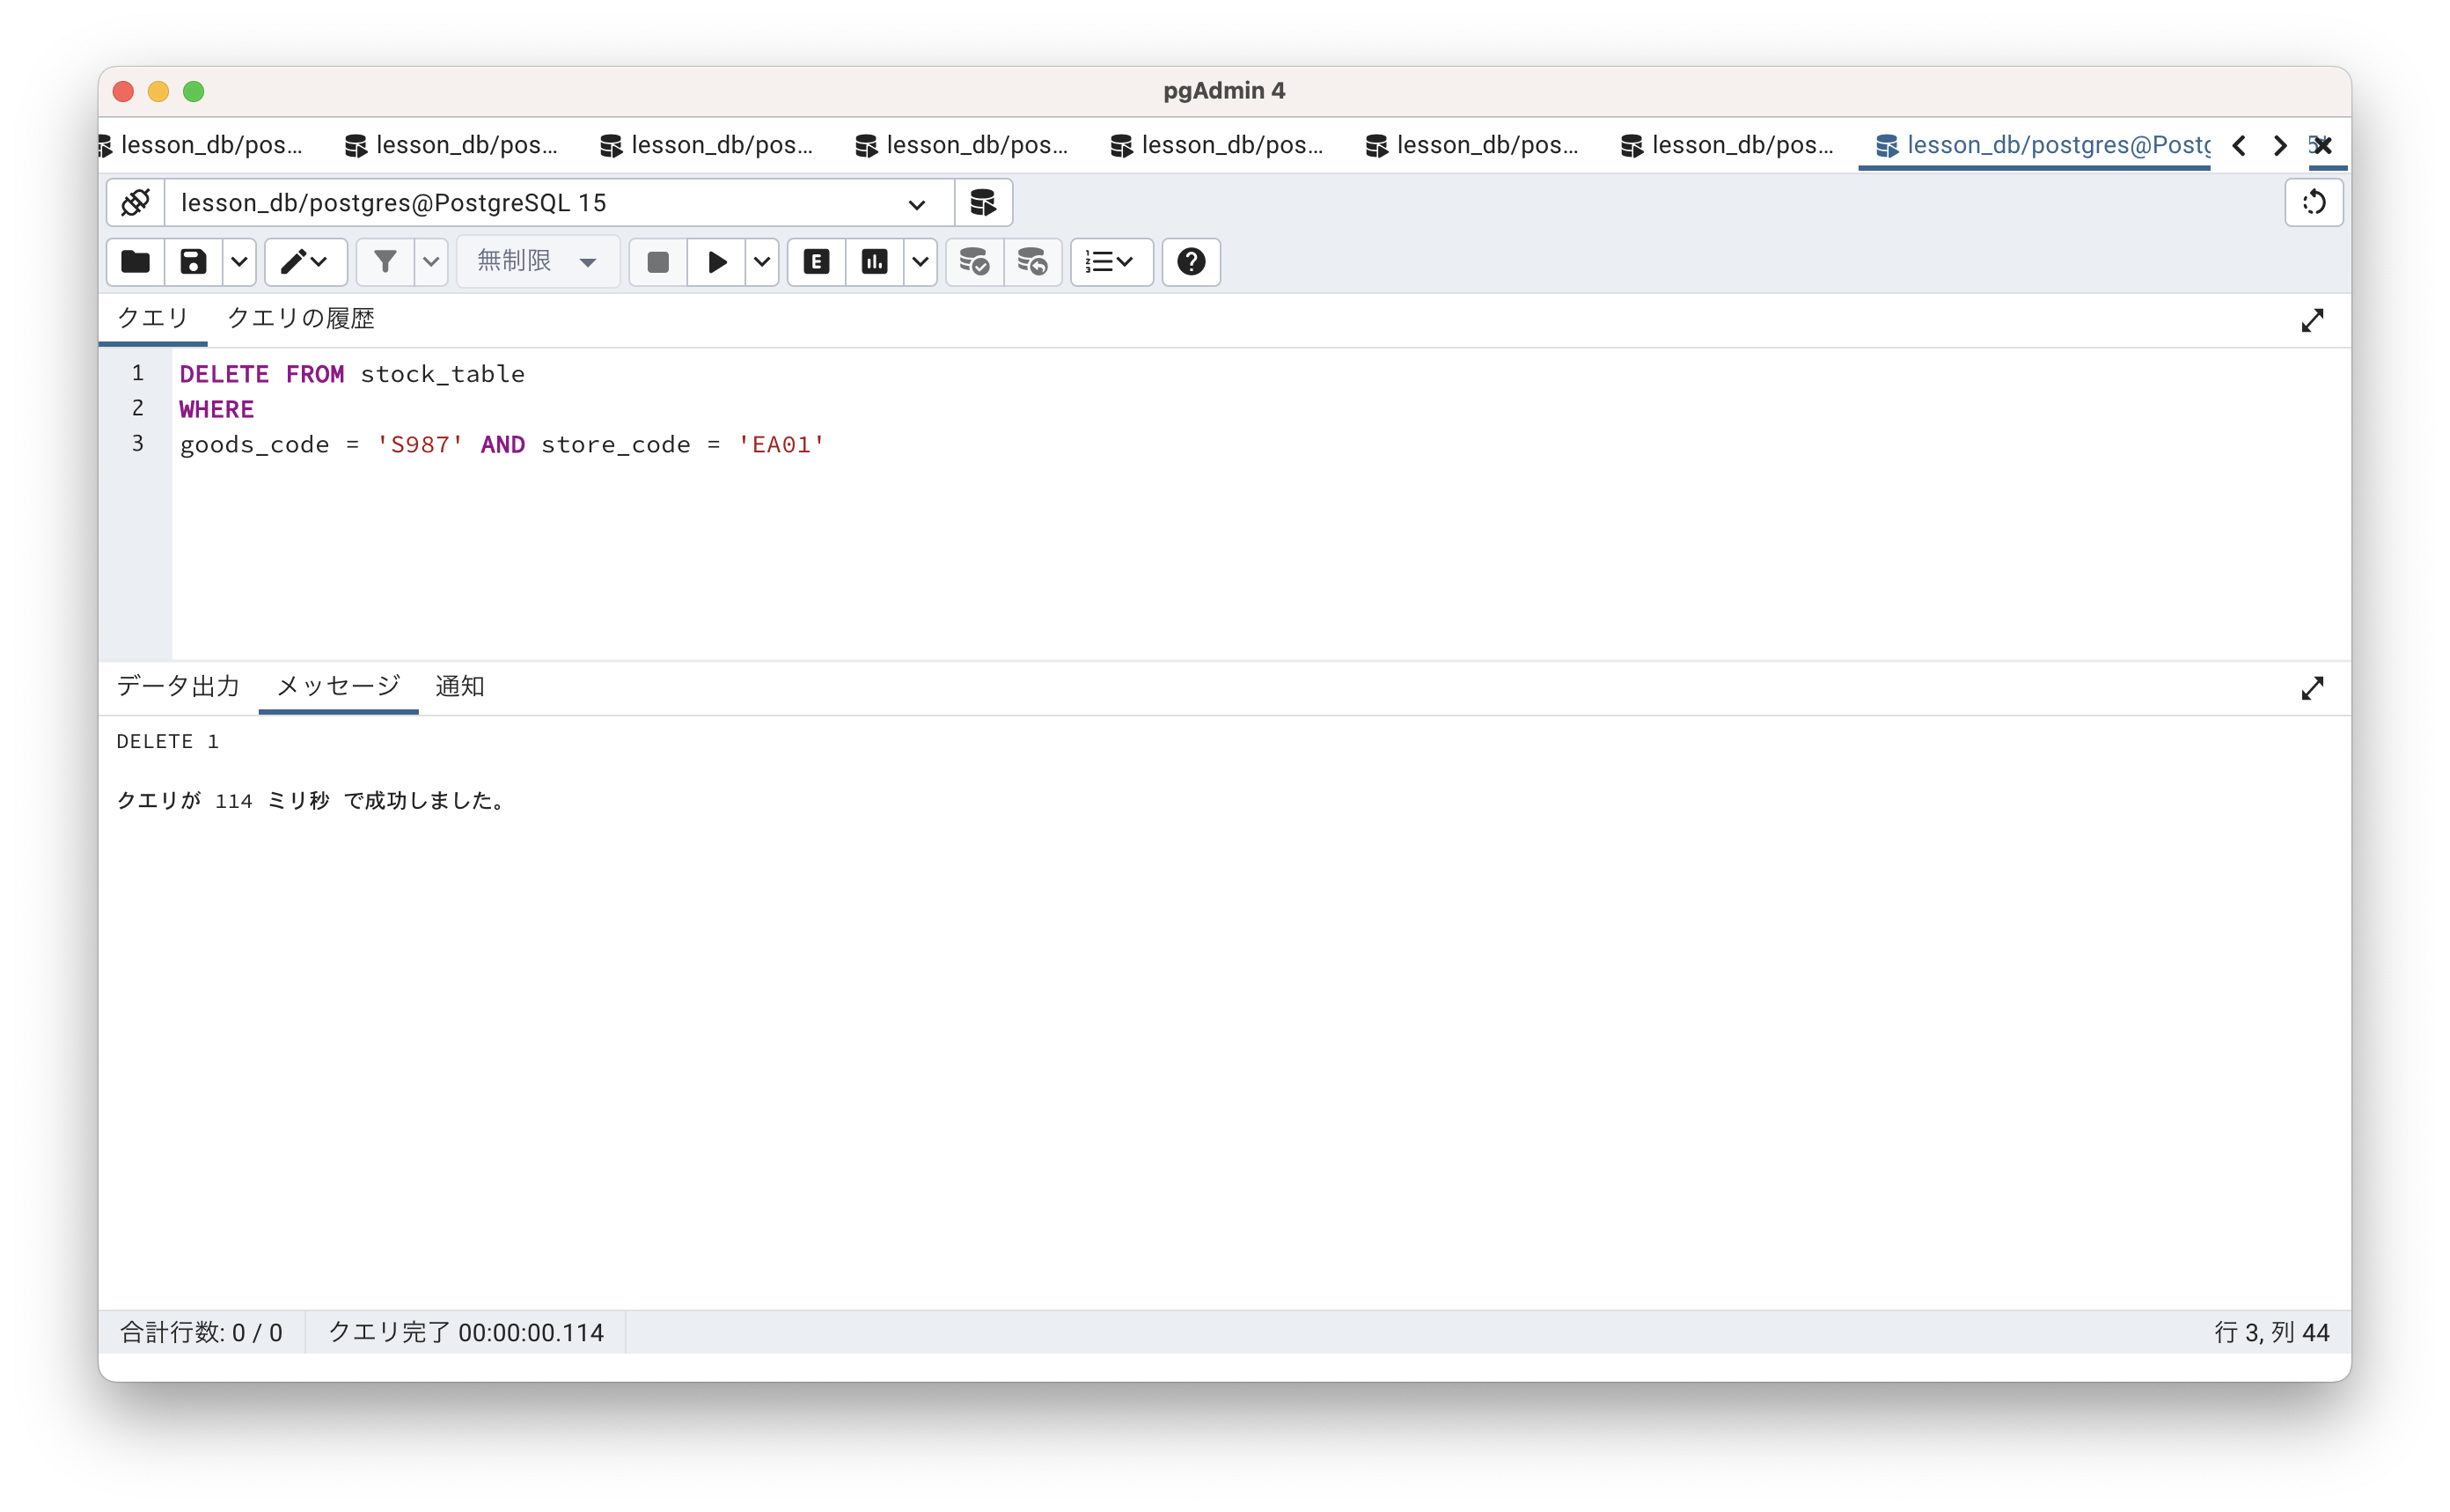 pgAdmin 4
lesson_db/pos... lesson_db/pos... lesson_db/pos... lesson_db/pos... lesson_db/pos... lesson_db/pos... lesson_db/pos... lesson_db/postgres@Postg
lesson_db/postgres@PostgreSQL 15
無制限 E
クエリ クエリの履歴
1 DELETE FROM stock_table
2 WHERE
3 goods_code = 'S987' AND store_code = 'EA01'
データ出力 メッセージ 通知
DELETE 1
クエリが 114 ミリ秒 で成功しました。
合計行数: 0 / 0 クエリ完了 00:00:00.114 行 3, 列 44